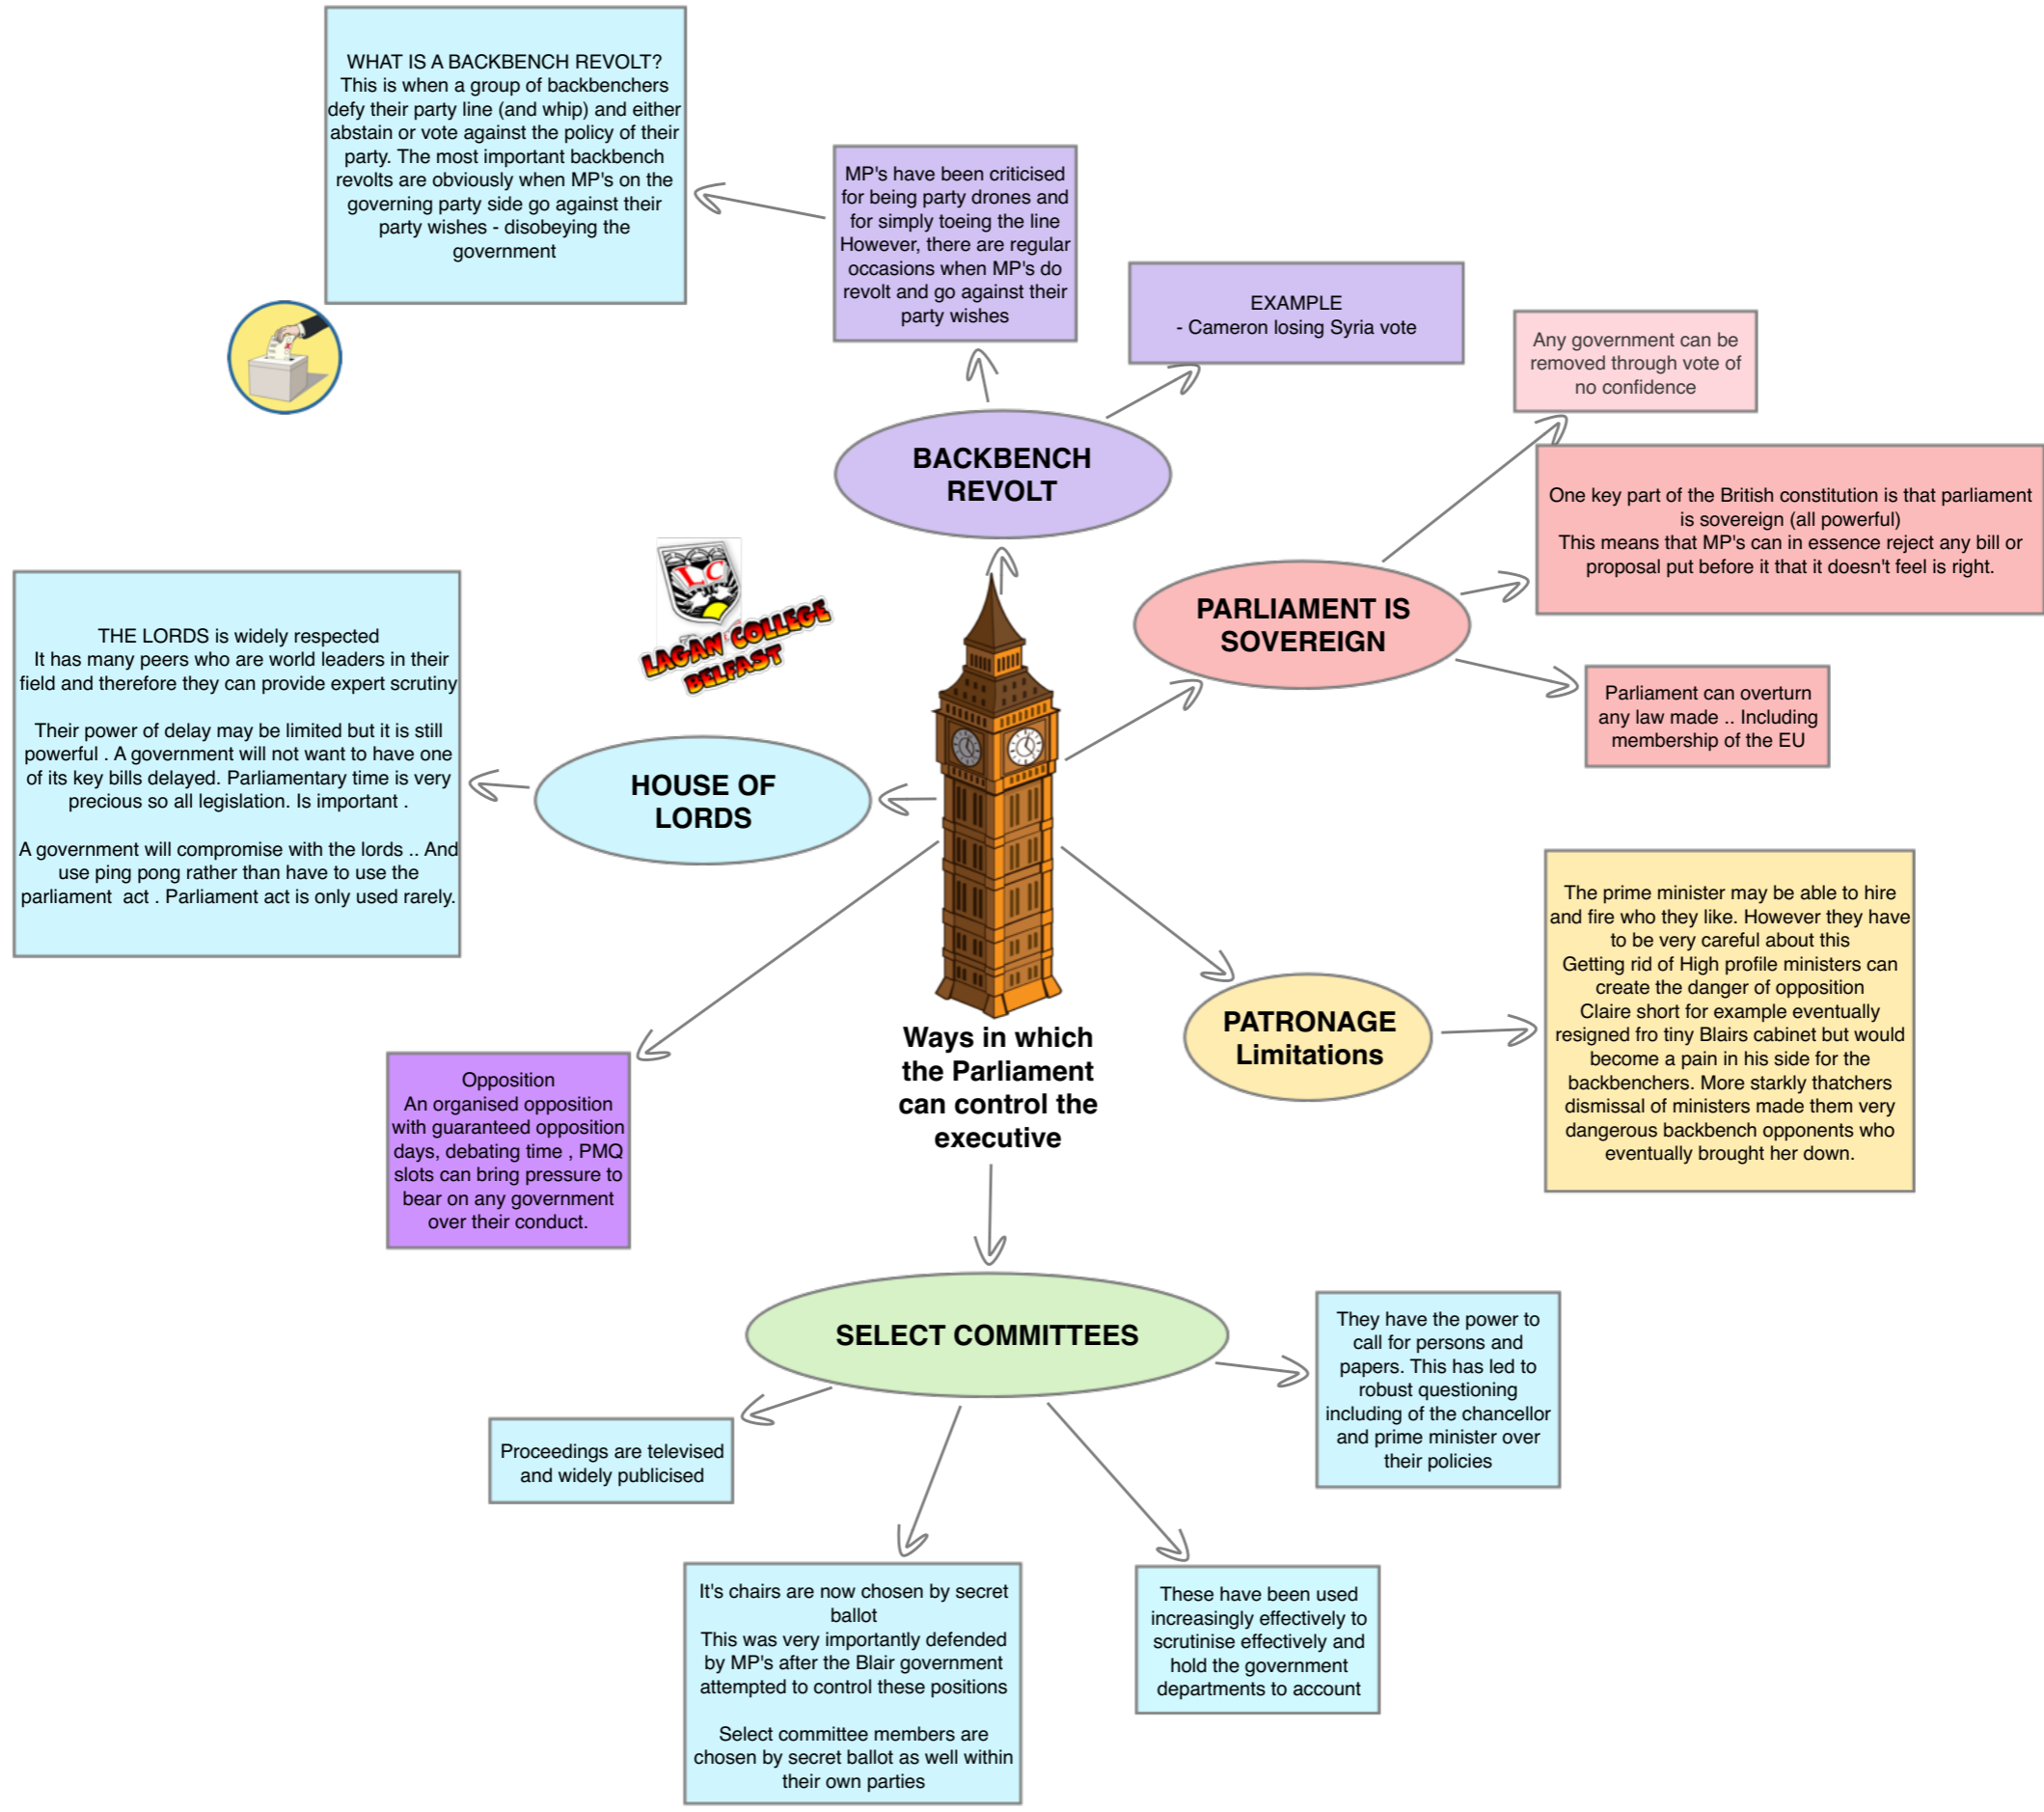 WHAT IS A BACKBENCH REVOLT?
This is when a group of backbenchers
defy their party line (and whip) and either
abstain or vote against the policy of their
party. The most important backbench
revolts are obviously when MP's on the
governing party side go against their
party wishes - disobeying the
government
MP's have been criticised
for being party drones and
for simply toeing the line
However, there are regular
occasions when MP's do
revolt and go against their
party wishes
EXAMPLE
- Cameron losing Syria vote
Any government can be
removed through vote of
no confidence
BACKBENCH
REVOLT
One key part of the British constitution is that parliament
is sovereign (all powerful)
This means that MP's can in essence reject any bill or
proposal put before it that it doesn't feel is right.
PARLIAMENT IS
SOVEREIGN
Parliament can overturn
any law made .. Including
membership of the EU
LC
LAGAN COLLEGE
BELFAST
THE LORDS is widely respected
It has many peers who are world leaders in their
field and therefore they can provide expert scrutiny
Their power of delay may be limited but it is still
powerful . A government will not want to have one
of its key bills delayed. Parliamentary time is very
precious so all legislation. Is important .
A government will compromise with the lords .. And
use ping pong rather than have to use the
parliament  act . Parliament act is only used rarely.
HOUSE OF
LORDS
The prime minister may be able to hire
and fire who they like. However they have
to be very careful about this
Getting rid of High profile ministers can
create the danger of opposition
Claire short for example eventually
resigned fro tiny Blairs cabinet but would
become a pain in his side for the
backbenchers. More starkly thatchers
dismissal of ministers made them very
dangerous backbench opponents who
eventually brought her down.
PATRONAGE
Limitations
Ways in which
the Parliament
can control the
executive
Opposition
An organised opposition
with guaranteed opposition
days, debating time , PMQ
slots can bring pressure to
bear on any government
over their conduct.
SELECT COMMITTEES
They have the power to
call for persons and
papers. This has led to
robust questioning
including of the chancellor
and prime minister over
their policies
Proceedings are televised
and widely publicised
It's chairs are now chosen by secret
ballot
This was very importantly defended
by MP's after the Blair government
attempted to control these positions
Select committee members are
chosen by secret ballot as well within
their own parties
These have been used
increasingly effectively to
scrutinise effectively and
hold the government
departments to account